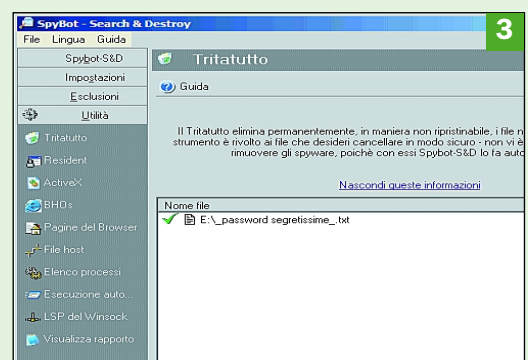 SpyBot - Search & Destroy
3
File Lingua Guida
Spybot-S&D
Impostazioni
Esclusioni
Utilità
Tritatutto
Resident
ActiveX
BHOs
Pagine del Browser
File host
Elenco processi
Esecuzione auto...
LSP del Winsock
Visualizza rapporto
Tritatutto
Guida
Il Tritatutto elimina permanentemente, in maniera non ripristinabile, i file n
strumento è rivolto ai file che desideri cancellare in modo sicuro - non vi è
rimuovere gli spyware, poichè con essi Spybot-S&D lo fa auto
Nascondi queste informazioni
Nome file
E:\_password segretissime_.txt